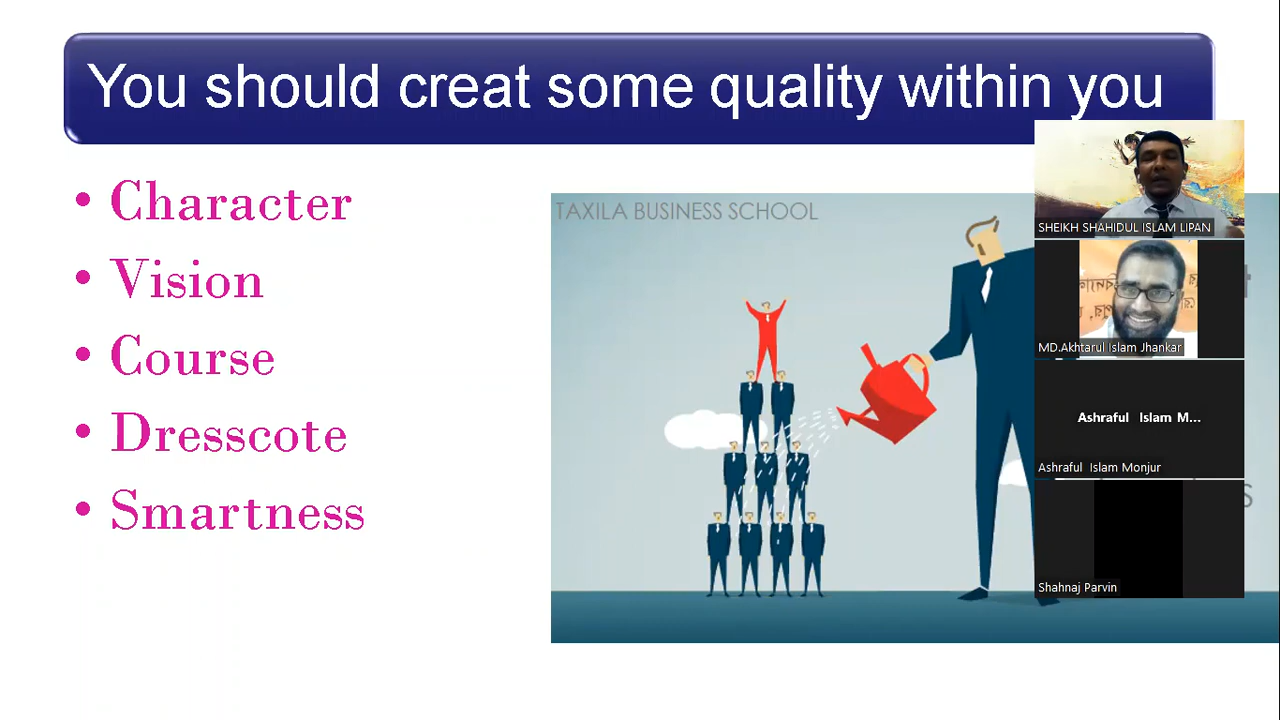 You should creat some quality within you
• Character
• Vision
• Course
• Dresscote
• Smartness
TAXILA BUSINESS SCHOOL
SHEIKH SHAHIDUL ISLAM LIPAN
MD.Akhtarul Islam Jhankar
Ashraful Islam M...
Ashraful Islam Monjur
Shahnaj Parvin